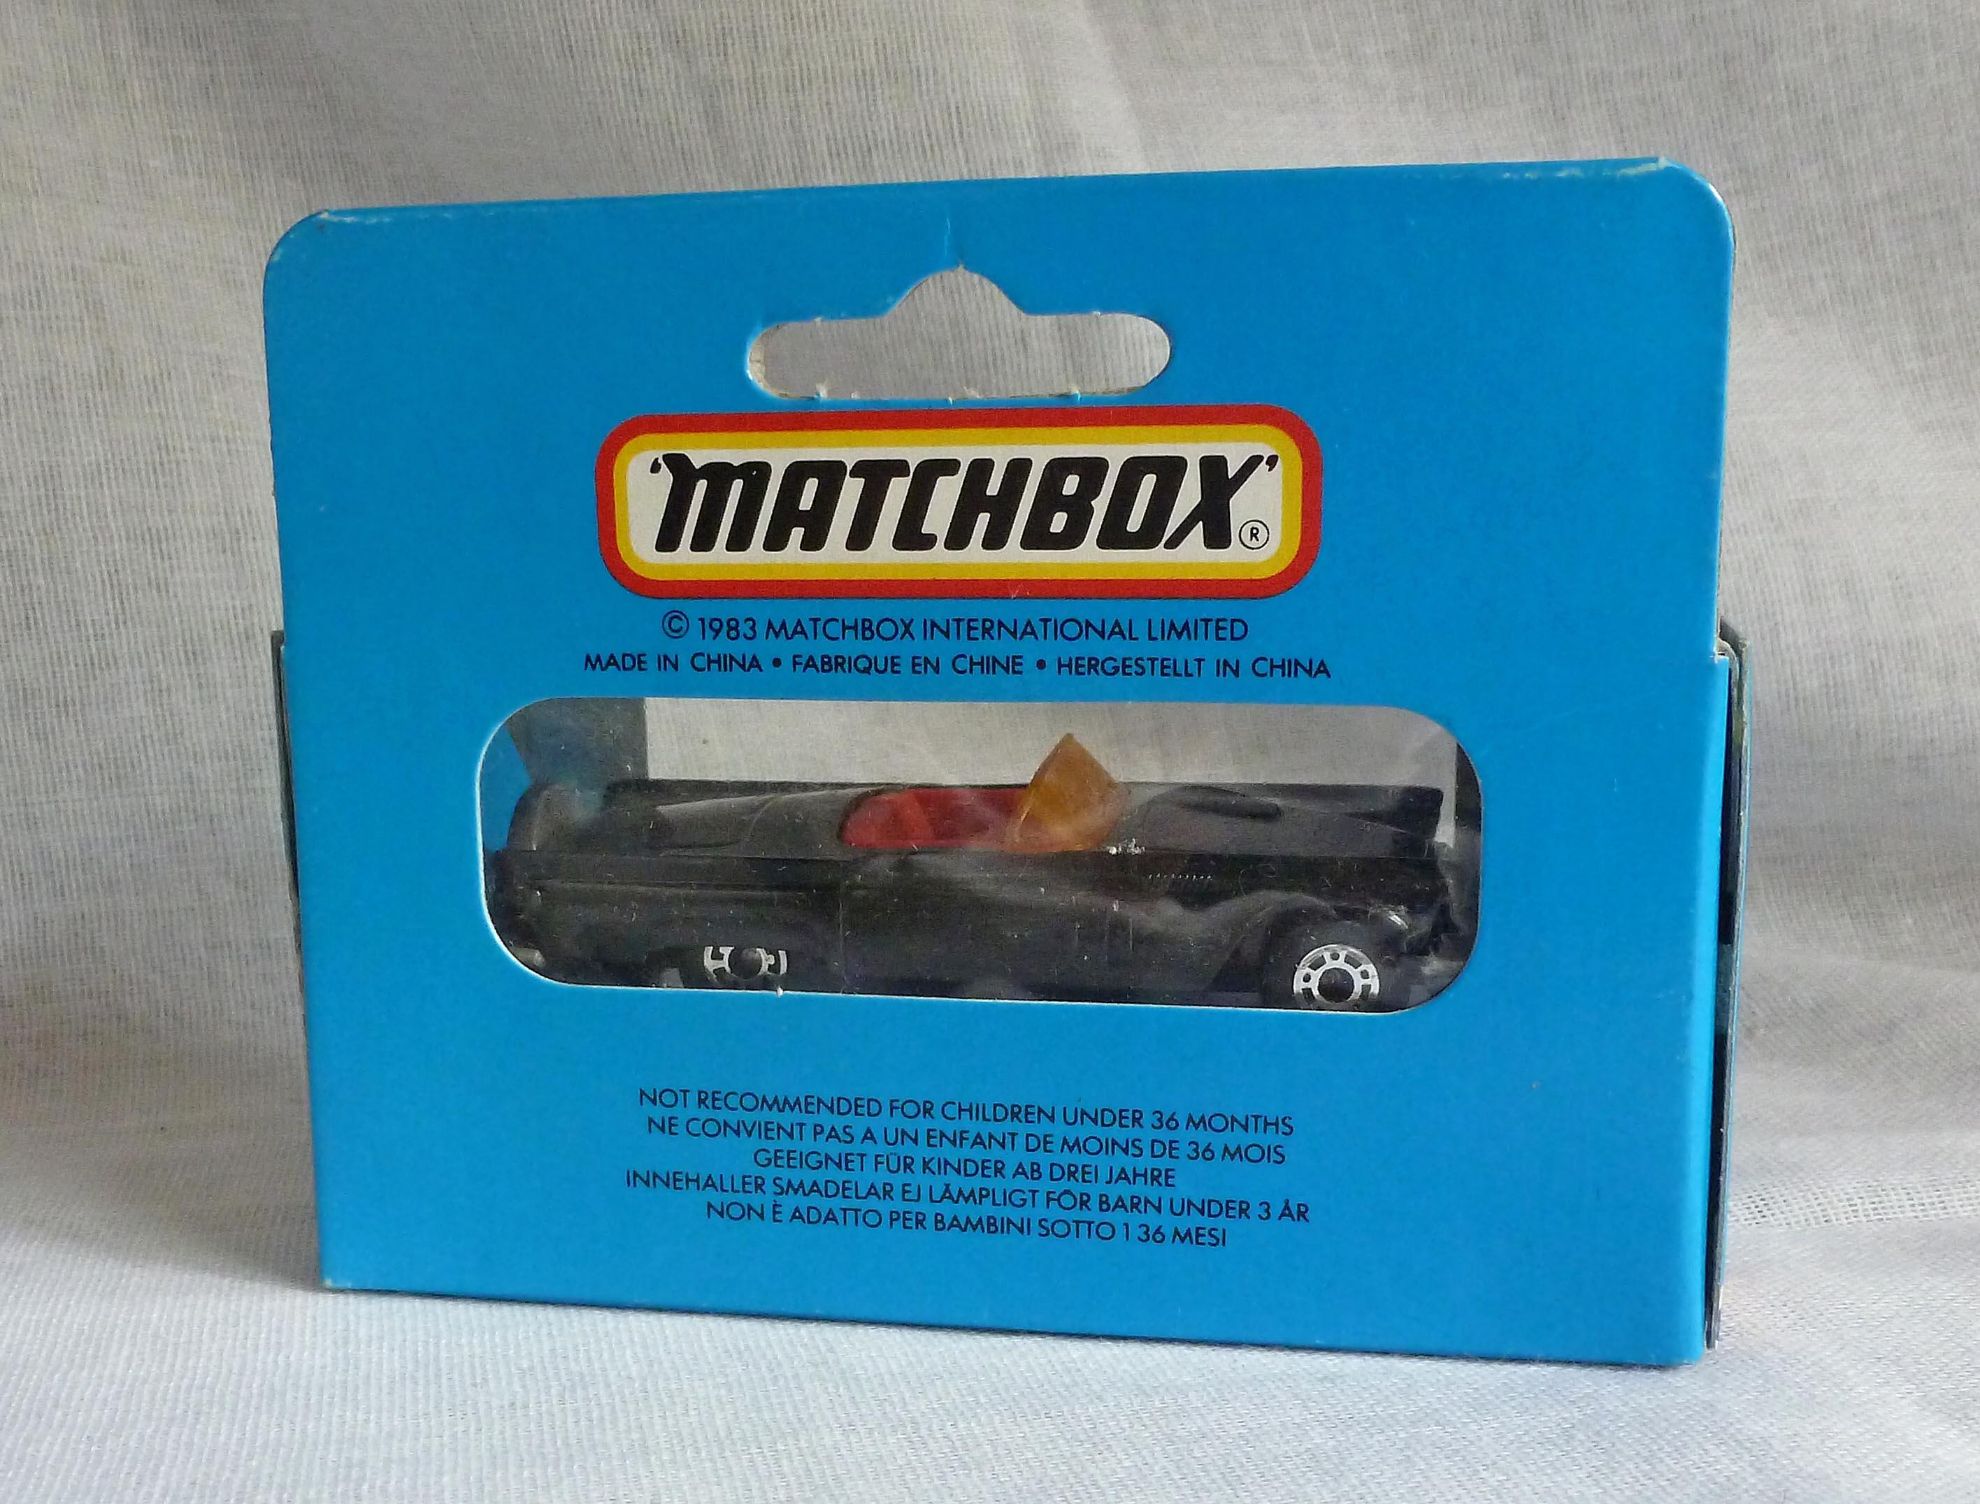 'MATCHBOX' ®
© 1983 MATCHBOX INTERNATIONAL LIMITED
MADE IN CHINA • FABRIQUE EN CHINE • HERGESTELLT IN CHINA
NOT RECOMMENDED FOR CHILDREN UNDER 36 MONTHS
NE CONVIENT PAS A UN ENFANT DE MOINS DE 36 MOIS
GEEIGNET FÜR KINDER AB DREI JAHRE
INNEHALLER SMADELAR EJ LÄMPLIGT FÖR BARN UNDER 3 ÅR
NON È ADATTO PER BAMBINI SOTTO I 36 MESI